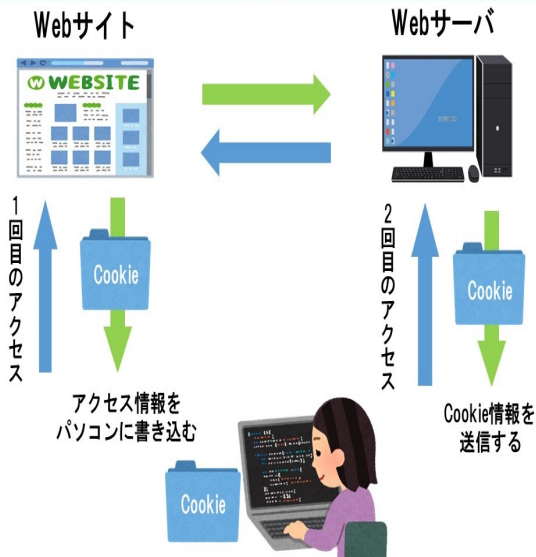 Webサイト
Webサーバ
WEBSITE
1回目のアクセス
Cookie
2回目のアクセス
Cookie
アクセス情報を
パソコンに書き込む
Cookie情報を
送信する
Cookie